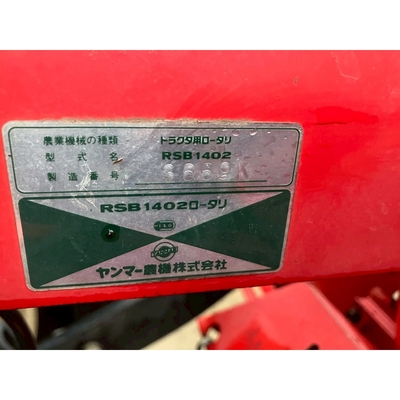 農業機械の種類 トラクタ用ロータリ
型式名 RSB1402
製造番号
RSB1402ロータリ
ヤンマー農機株式会社